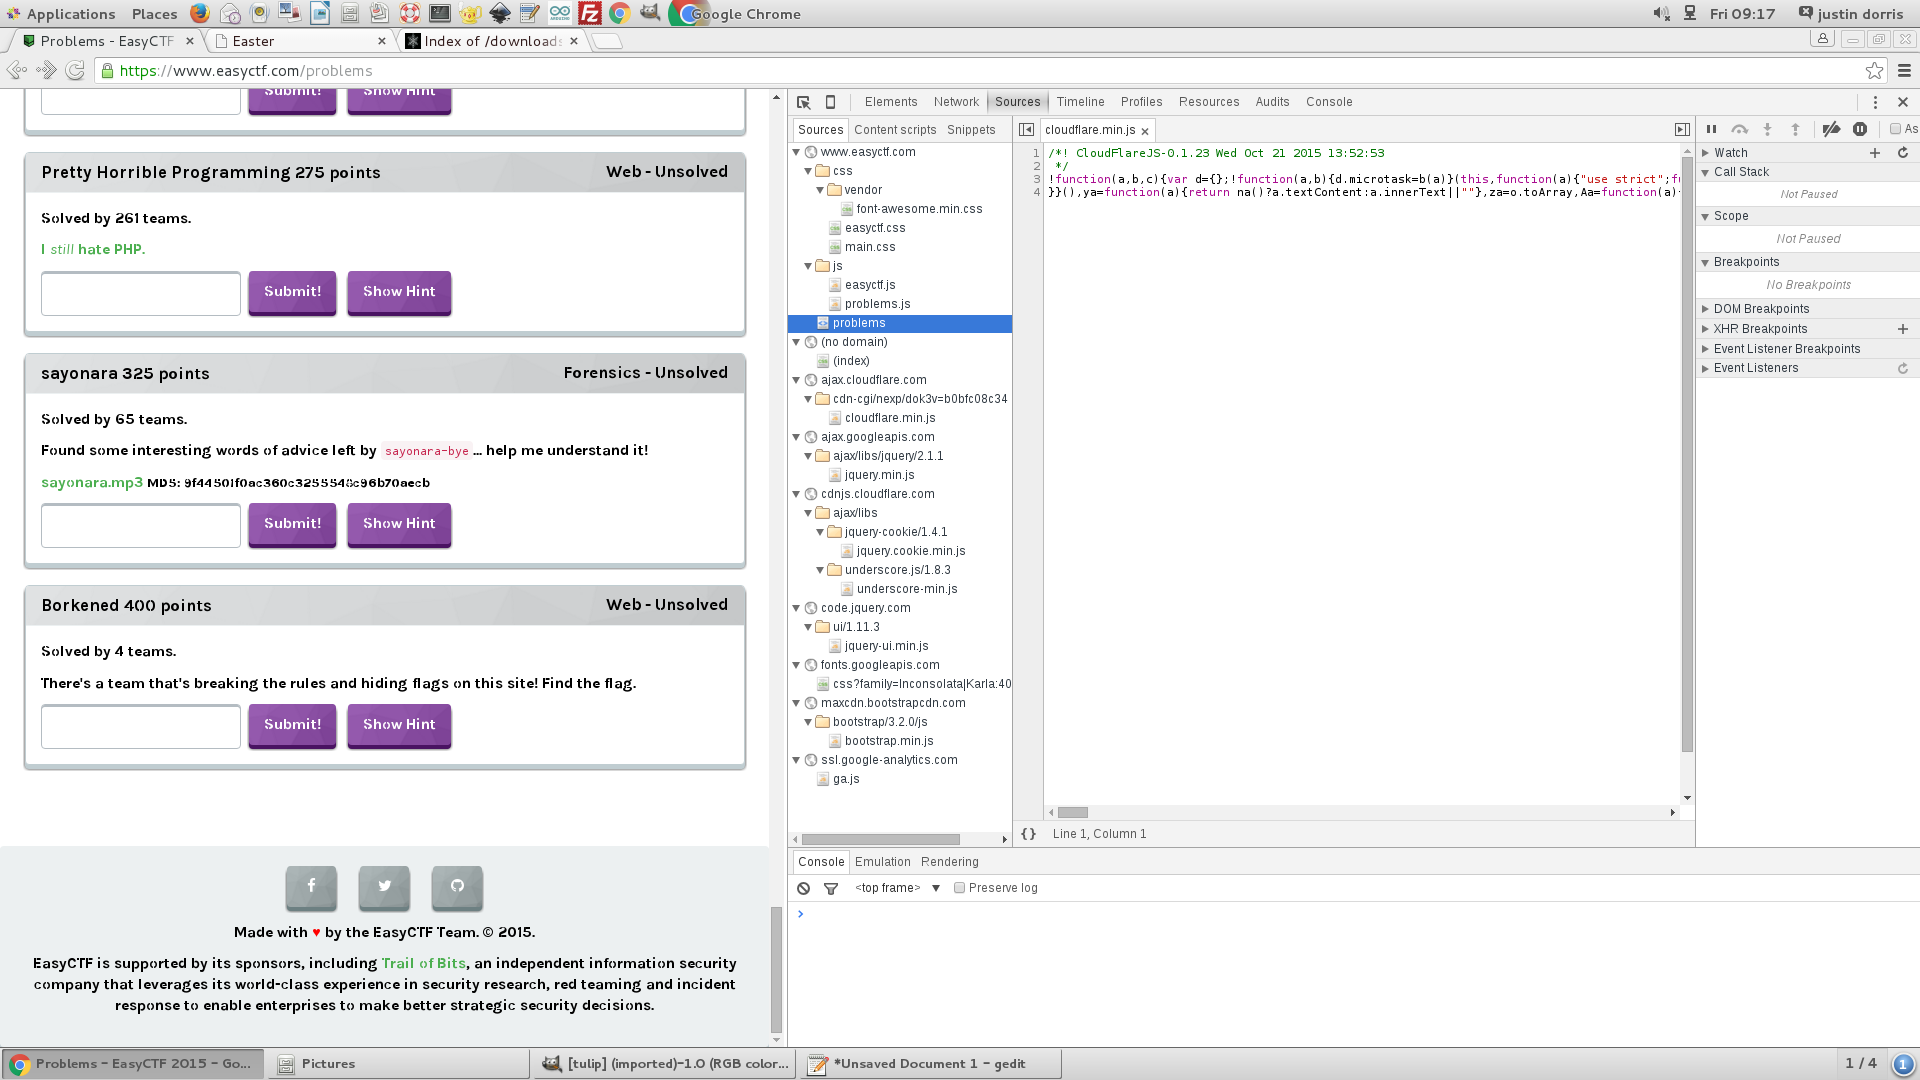 Applications Places Google Chrome Fri 09:17 justin dorris
Problems - EasyCTF Easter Index of /downloads
https://www.easyctf.com/problems
Submit! Show Hint
Pretty Horrible Programming 275 points Web - Unsolved
Solved by 261 teams.
I still hate PHP.
Submit! Show Hint
sayonara 325 points Forensics - Unsolved
Solved by 65 teams.
Found some interesting words of advice left by sayonara-bye ... help me understand it!
sayonara.mp3 MD5: 9f44501f0ac360c3255548c96b70aecb
Submit! Show Hint
Borkened 400 points Web - Unsolved
Solved by 4 teams.
There's a team that's breaking the rules and hiding flags on this site! Find the flag.
Submit! Show Hint
Made with ♥ by the EasyCTF Team. © 2015.
EasyCTF is supported by its sponsors, including Trail of Bits, an independent information security
company that leverages its world-class experience in security research, red teaming and incident
response to enable enterprises to make better strategic security decisions.
Elements Network Sources Timeline Profiles Resources Audits Console
Sources Content scripts Snippets
www.easyctf.com
css
vendor
font-awesome.min.css
easyctf.css
main.css
js
easyctf.js
problems.js
problems
(no domain)
(index)
ajax.cloudflare.com
cdn-cgi/nexp/dok3v=b0bfc08c34
cloudflare.min.js
ajax.googleapis.com
ajax/libs/jquery/2.1.1
jquery.min.js
cdnjs.cloudflare.com
ajax/libs
jquery-cookie/1.4.1
jquery.cookie.min.js
underscore.js/1.8.3
underscore-min.js
code.jquery.com
ui/1.11.3
jquery-ui.min.js
fonts.googleapis.com
css?family=Inconsolata|Karla:40
maxcdn.bootstrapcdn.com
bootstrap/3.2.0/js
bootstrap.min.js
ssl.google-analytics.com
ga.js
cloudflare.min.js
1 /*! CloudFlareJS-0.1.23 Wed Oct 21 2015 13:52:53
2 */
3 !function(a,b,c){var d={};!function(a,b){d.microtask=b(a)}(this,function(a){"use strict";fu
4 }}(),ya=function(a){return na()?a.textContent:a.innerText||""},za=o.toArray,Aa=function(a)
{} Line 1, Column 1
As
Watch
Call Stack
Not Paused
Scope
Not Paused
Breakpoints
No Breakpoints
DOM Breakpoints
XHR Breakpoints
Event Listener Breakpoints
Event Listeners
Console Emulation Rendering
<top frame> Preserve log
Problems - EasyCTF 2015 - Go... Pictures [tulip] (imported)-1.0 (RGB color... *Unsaved Document 1 - gedit 1 / 4 1